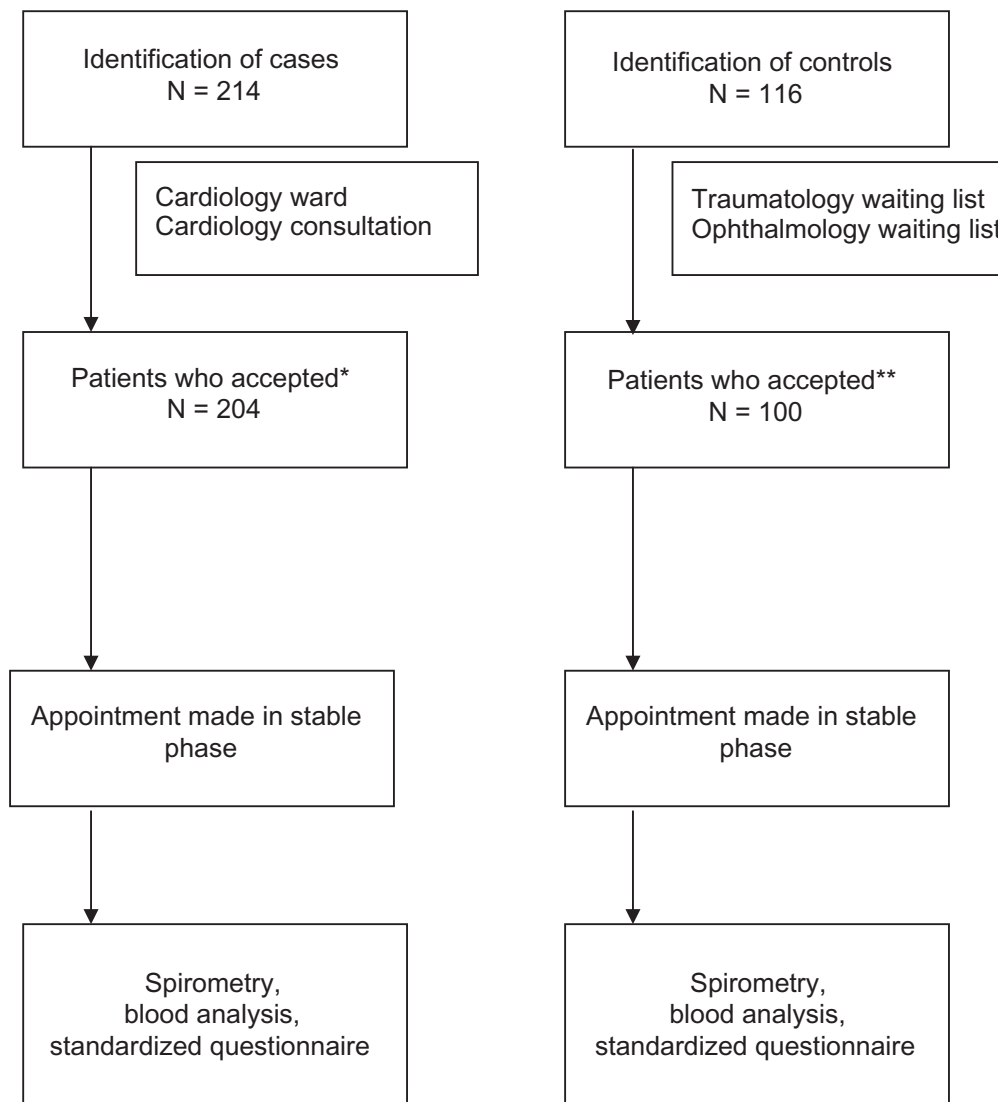 Identification of cases
N = 214
Cardiology ward
Cardiology consultation
Patients who accepted*
N = 204
Appointment made in stable
phase
Spirometry,
blood analysis,
standardized questionnaire
Identification of controls
N = 116
Traumatology waiting list
Ophthalmology waiting list
Patients who accepted**
N = 100
Appointment made in stable
phase
Spirometry,
blood analysis,
standardized questionnaire